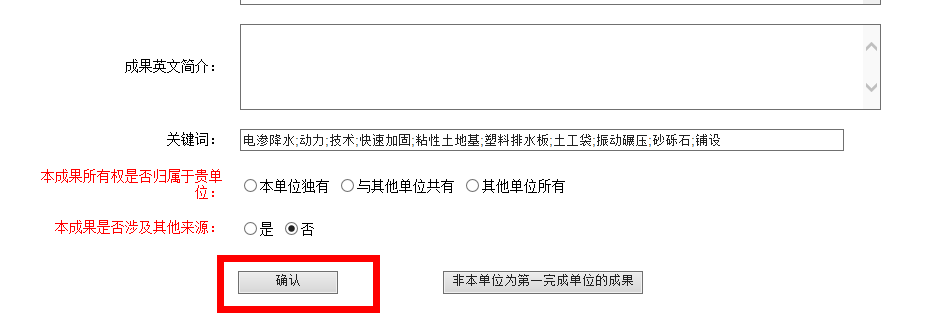 成果英文简介：
关键词： 电渗降水;动力;技术;快速加固;粘性土地基;塑料排水板;土工袋;振动碾压;砂砾石;铺设
本成果所有权是否归属于贵单
位： 本单位独有 与其他单位共有 其他单位所有
本成果是否涉及其他来源： 是 否
确认 非本单位为第一完成单位的成果